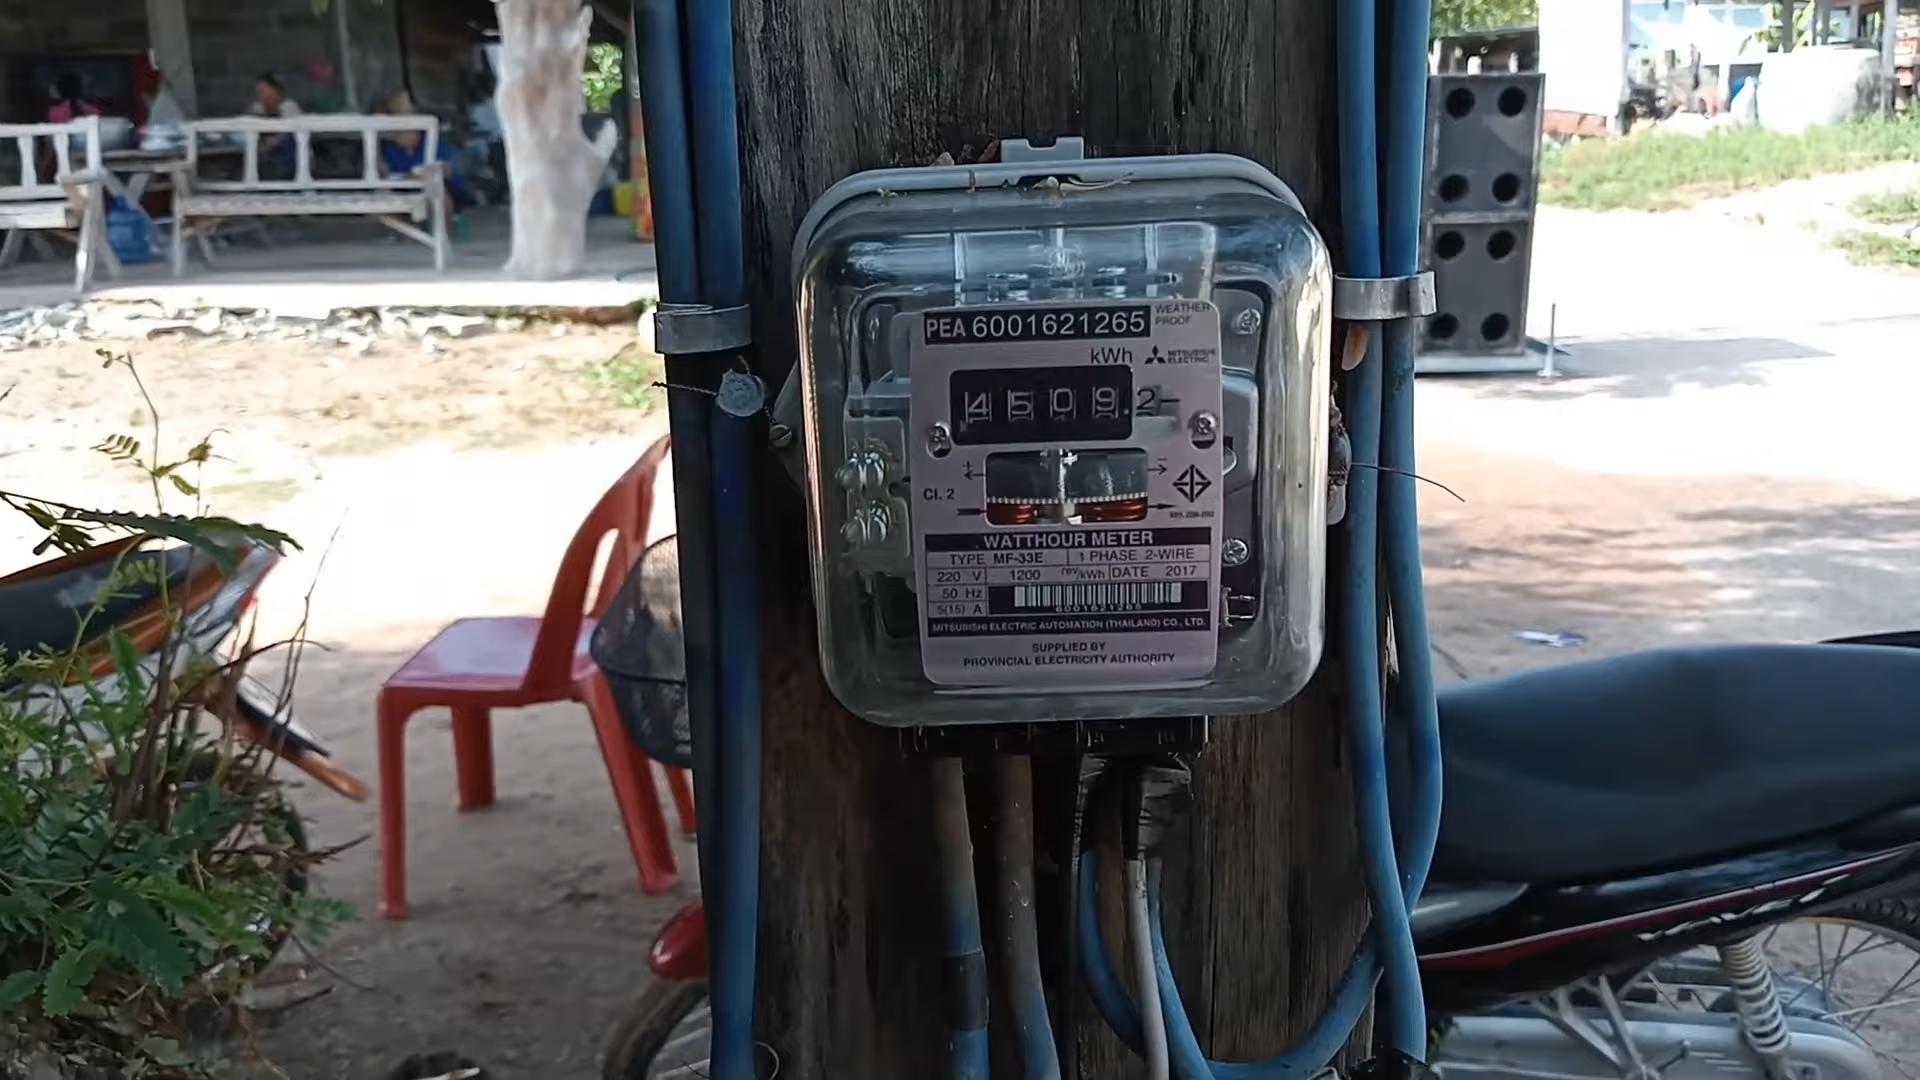 PEA 6001621265
WEATHER PROOF
kWh
MITSUBISHI ELECTRIC
4509.2
+
−
Cl. 2
WATTHOUR METER
TYPE MF-33E 1 PHASE 2-WIRE
220 V 1200 rev/kWh DATE 2017
50 Hz
5(15) A
6001621265
MITSUBISHI ELECTRIC AUTOMATION (THAILAND) CO., LTD.
SUPPLIED BY
PROVINCIAL ELECTRICITY AUTHORITY